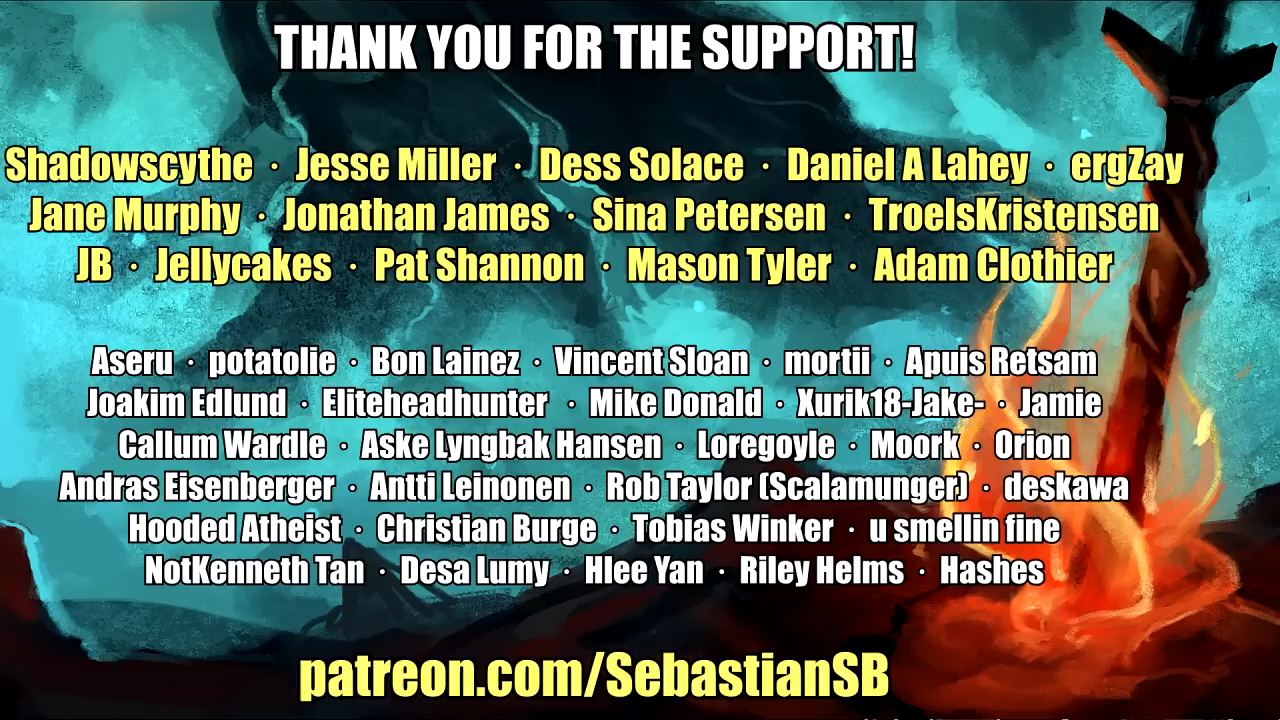 THANK YOU FOR THE SUPPORT!
Shadowscythe · Jesse Miller · Dess Solace · Daniel A Lahey · ergZay
Jane Murphy · Jonathan James · Sina Petersen · TroelsKristensen
JB · Jellycakes · Pat Shannon · Mason Tyler · Adam Clothier
Aseru · potatolie · Bon Lainez · Vincent Sloan · mortii · Apuis Retsam
Joakim Edlund · Eliteheadhunter · Mike Donald · Xurik18-Jake- · Jamie
Callum Wardle · Aske Lyngbak Hansen · Loregoyle · Moork · Orion
Andras Eisenberger · Antti Leinonen · Rob Taylor (Scalamunger) · deskawa
Hooded Atheist · Christian Burge · Tobias Winker · u smellin fine
NotKenneth Tan · Desa Lumy · Hlee Yan · Riley Helms · Hashes
patreon.com/SebastianSB